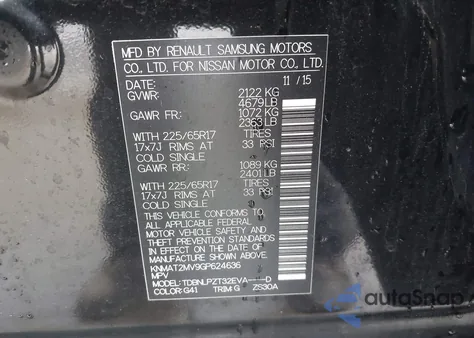 MFD BY RENAULT SAMSUNG MOTORS
CO., LTD. FOR NISSAN MOTOR CO., LTD.
DATE: 11 / 15
GVWR: 2122 KG
4679 LB
GAWR FR: 1072 KG
2363 LB
WITH 225/65R17 TIRES
17x7J RIMS AT 33 PSI
COLD SINGLE
GAWR RR: 1089 KG
2401 LB
WITH 225/65R17 TIRES
17x7J RIMS AT 33 PSI
COLD SINGLE
THIS VEHICLE CONFORMS TO
ALL APPLICABLE FEDERAL
MOTOR VEHICLE SAFETY AND
THEFT PREVENTION STANDARDS
IN EFFECT ON THE DATE OF
MANUFACTURE SHOWN ABOVE
KNMAT2MV9GP624636
MPV
MODEL: TDBNLPZT32EVA---D
COLOR: G41 TRIM: G ZS30A
AutoSnap